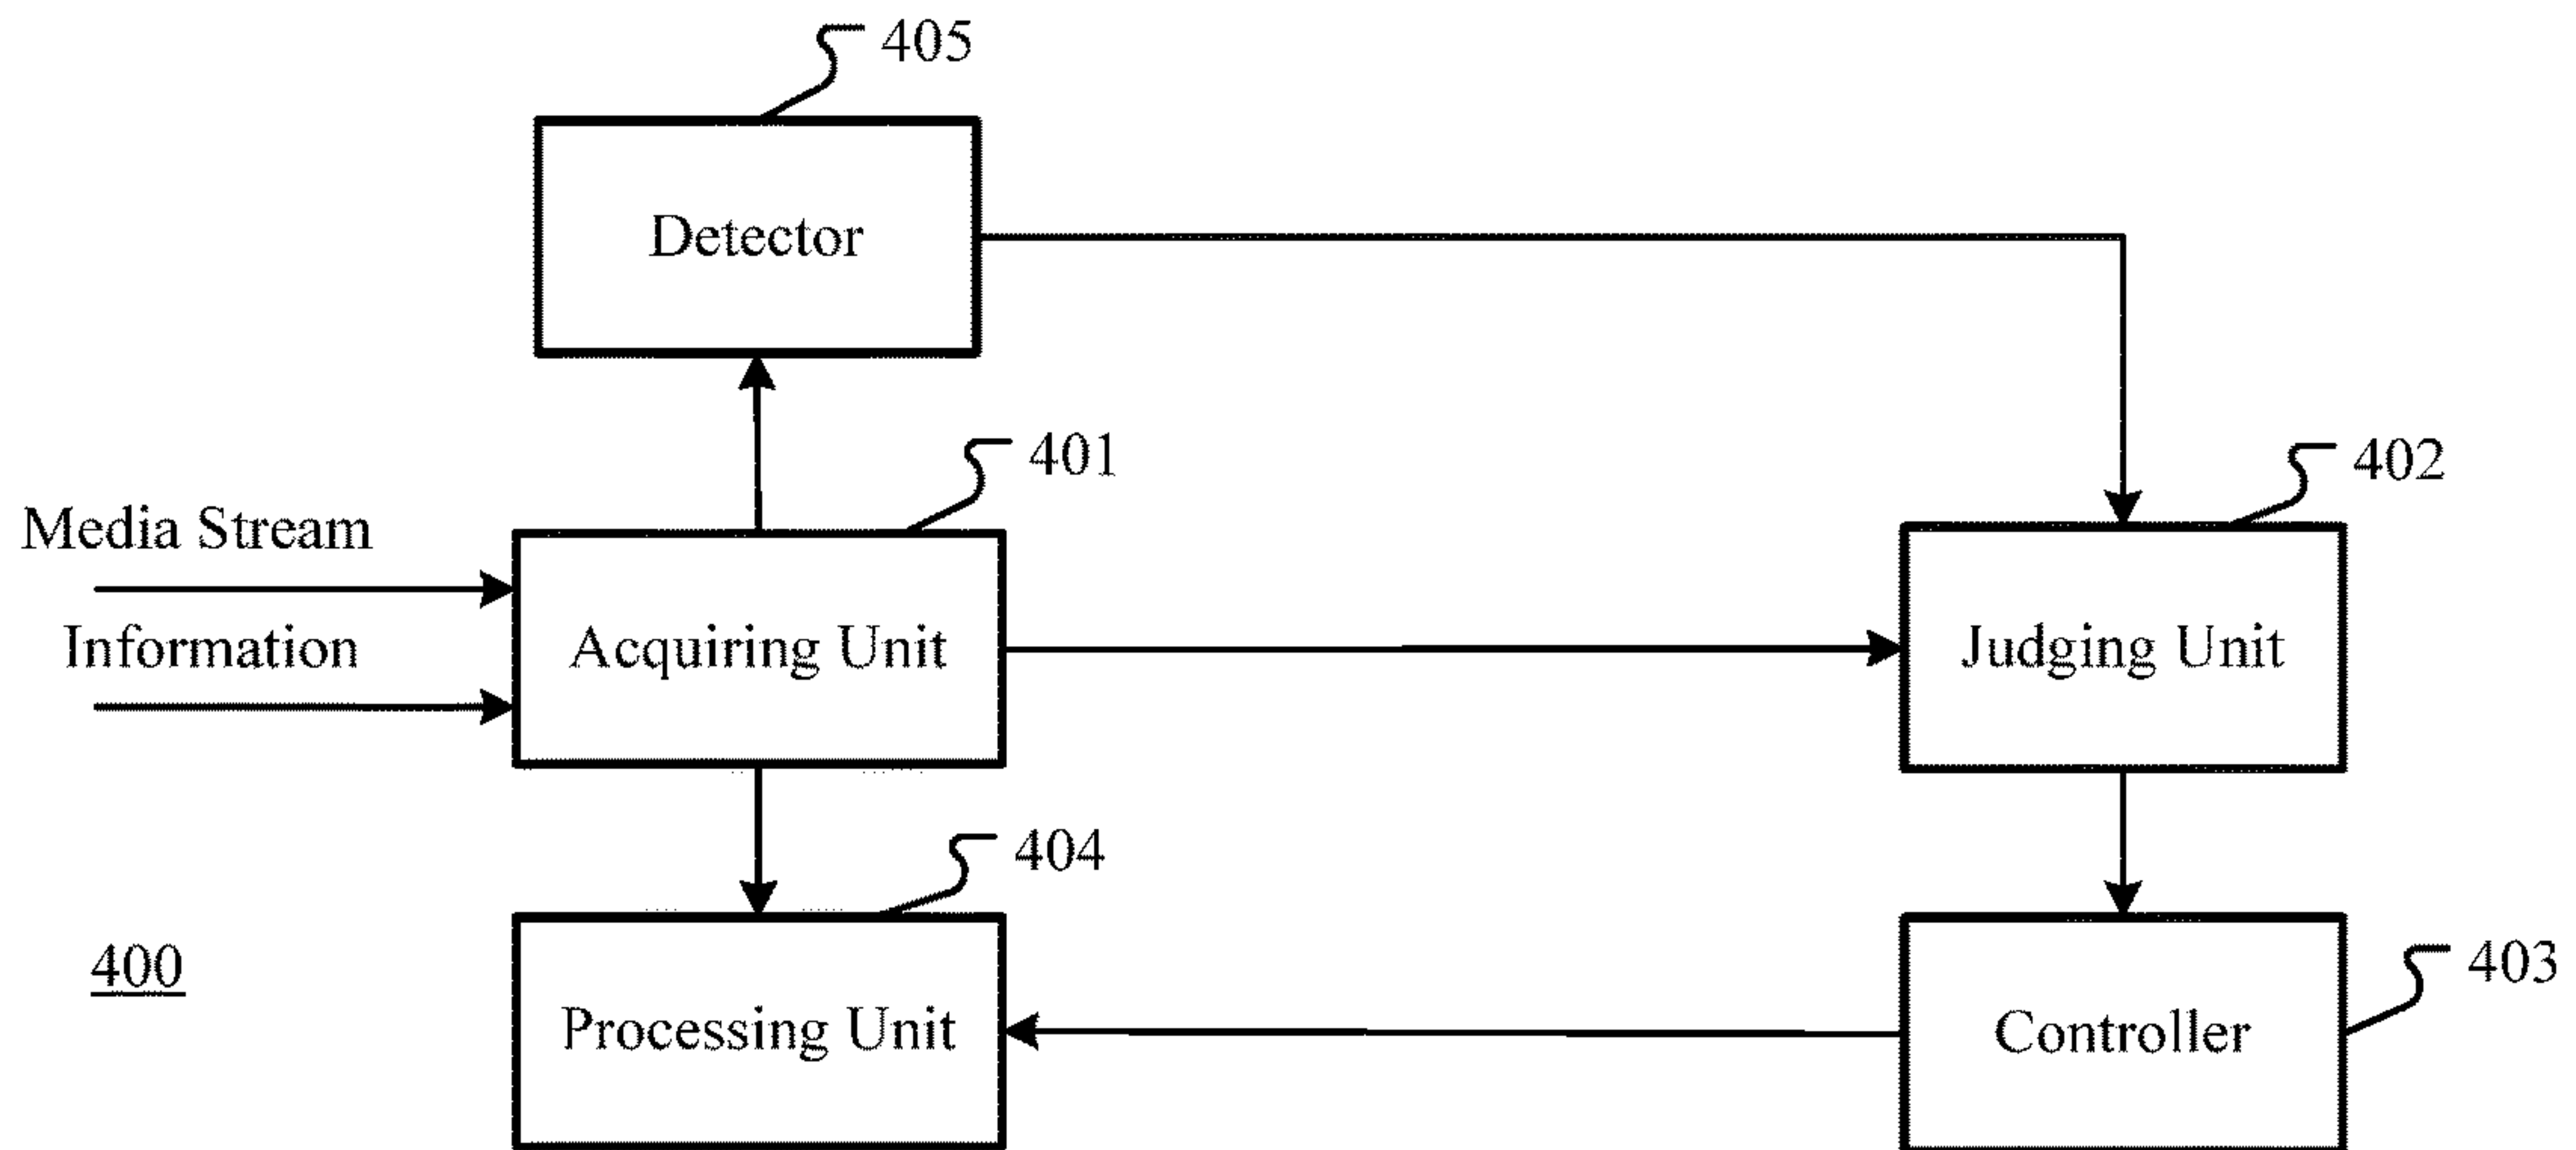 405
Detector
401
402
Media Stream
Information
Acquiring Unit
Judging Unit
404
400
Processing Unit
Controller
403